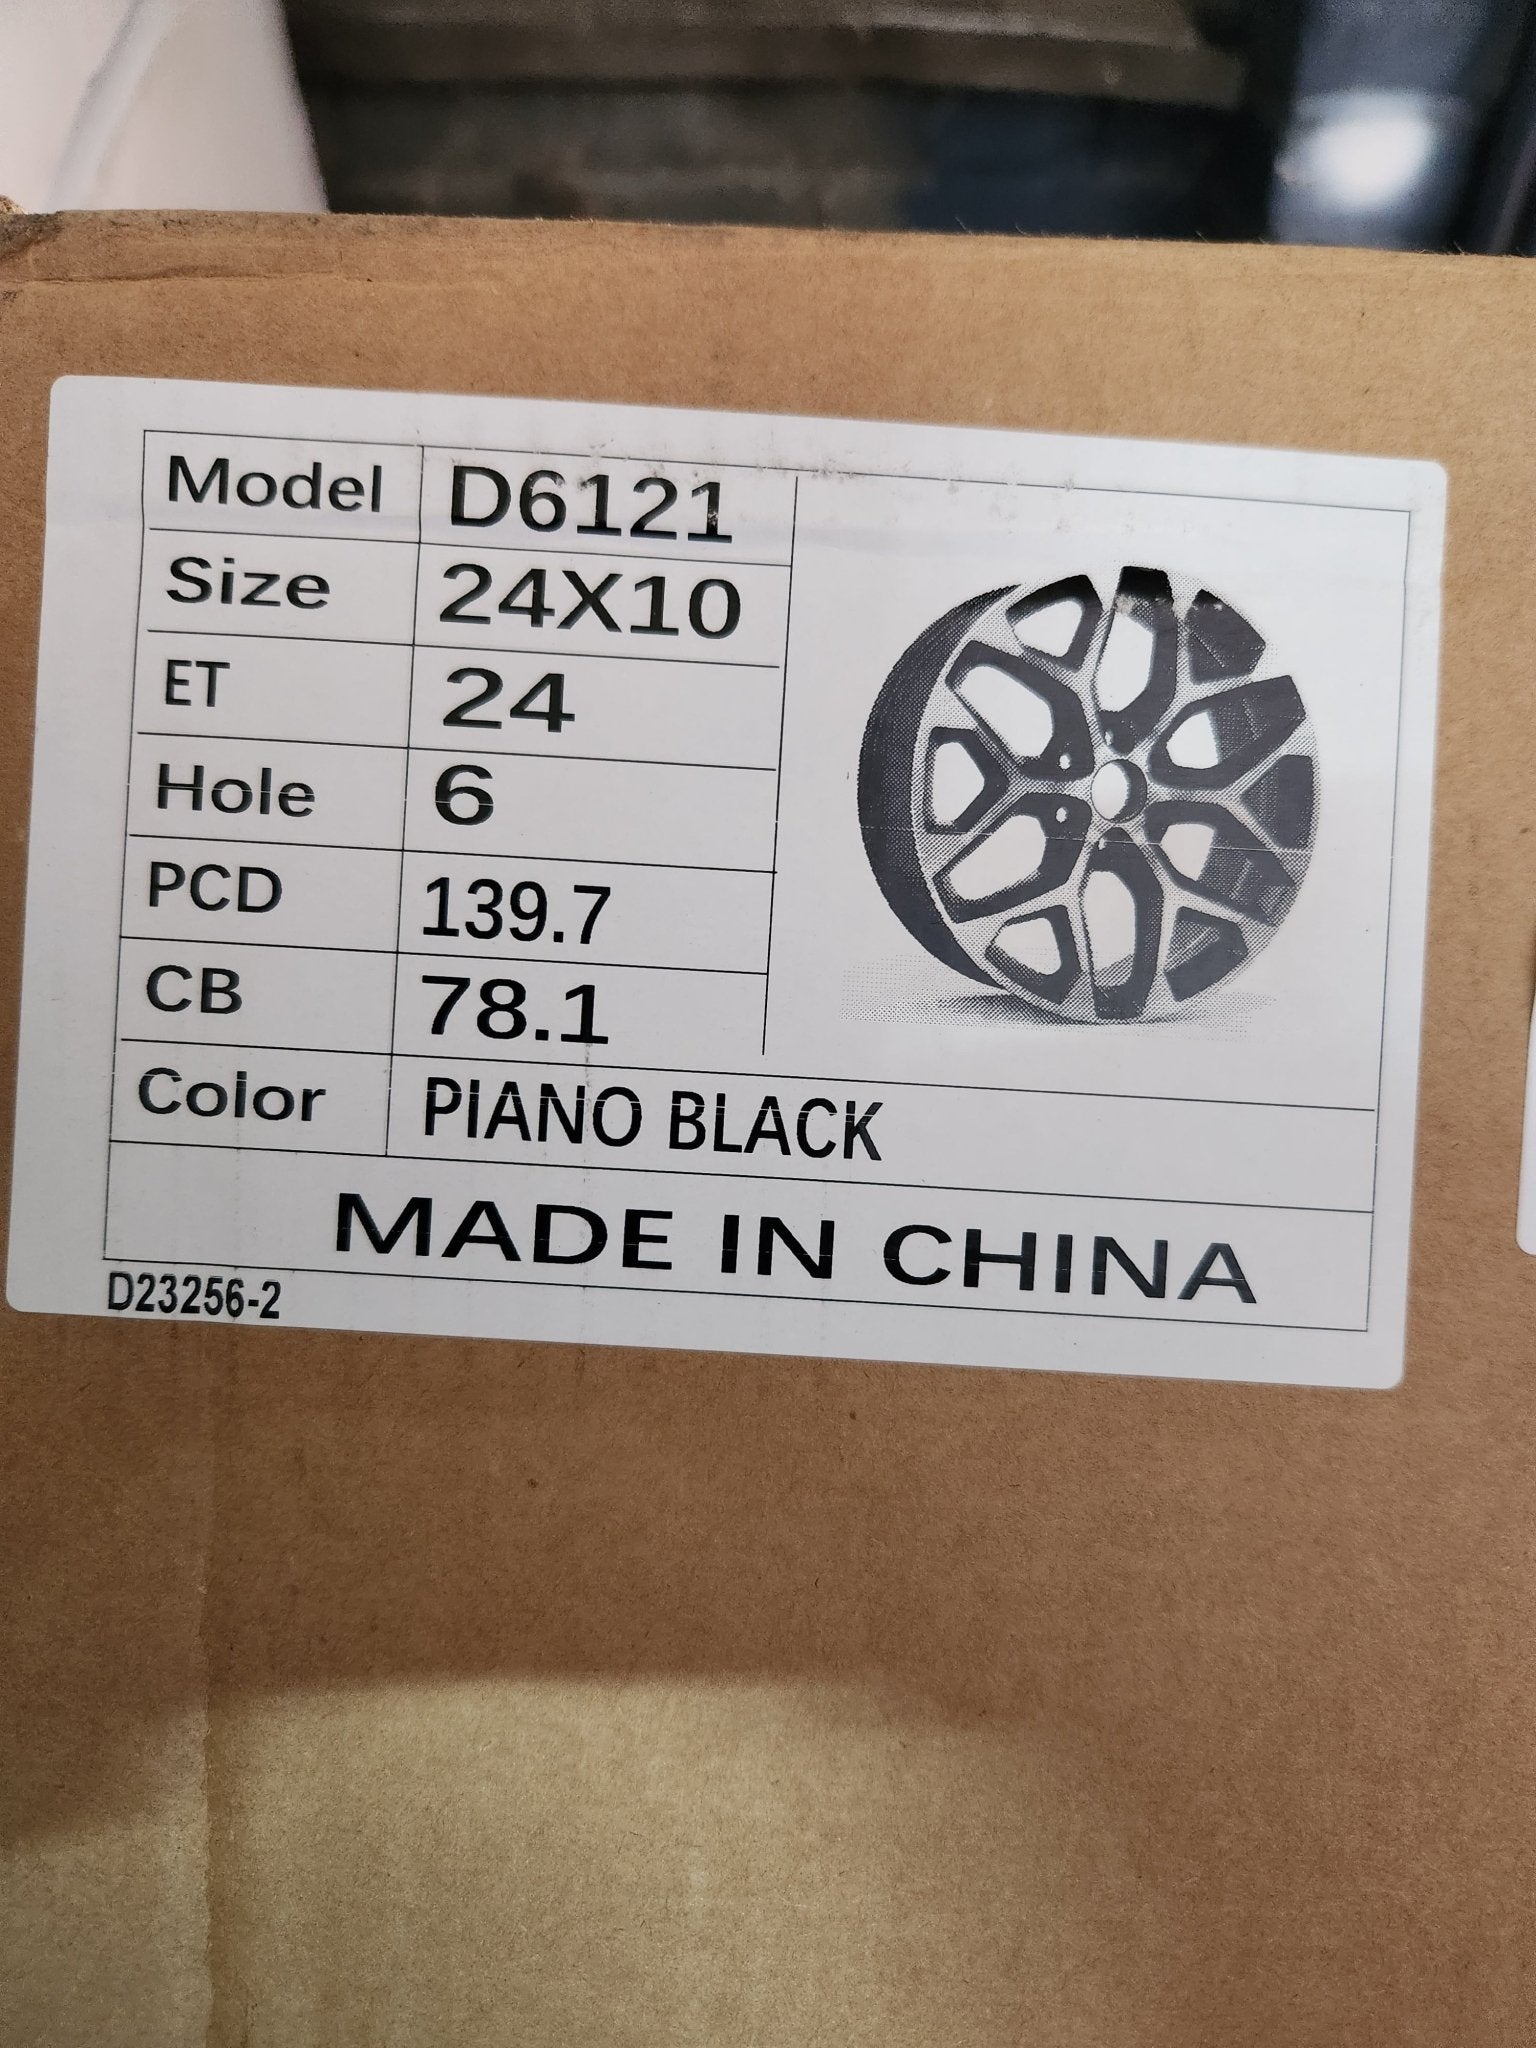 Model D6121
Size 24X10
ET 24
Hole 6
PCD 139.7
CB 78.1
Color PIANO BLACK
MADE IN CHINA
D23256-2